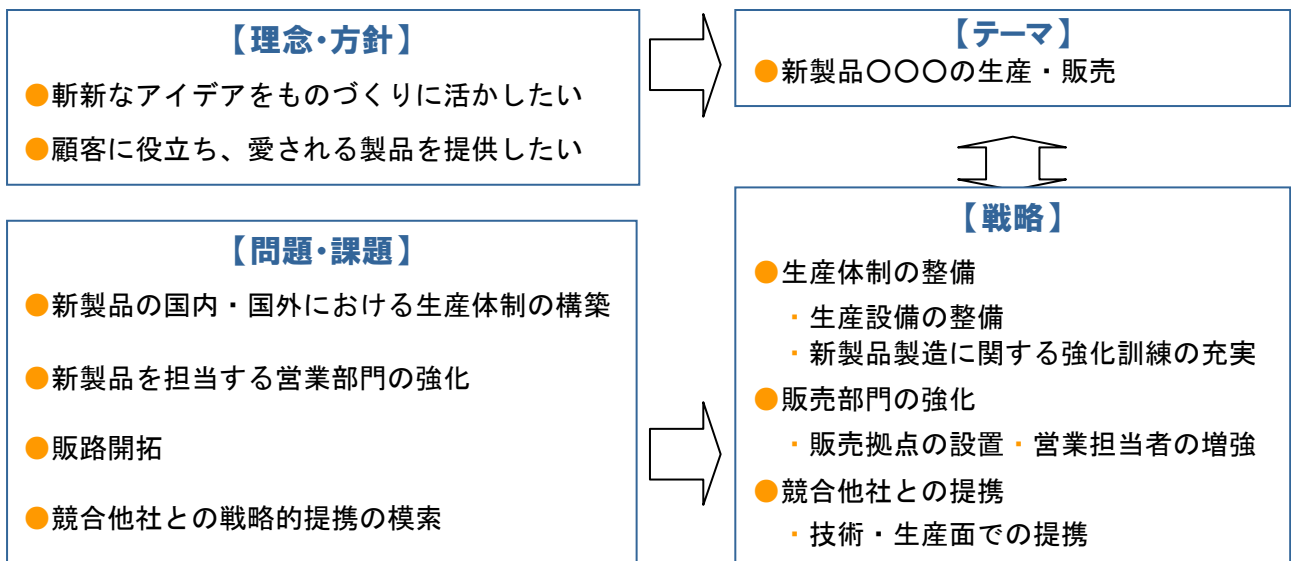 【理念・方針】
●斬新なアイデアをものづくりに活かしたい
●顧客に役立ち、愛される製品を提供したい
【テーマ】
●新製品〇〇〇の生産・販売
【問題・課題】
●新製品の国内・国外における生産体制の構築
●新製品を担当する営業部門の強化
●販路開拓
●競合他社との戦略的提携の模索
【戦略】
●生産体制の整備
・生産設備の整備
・新製品製造に関する強化訓練の充実
●販売部門の強化
・販売拠点の設置・営業担当者の増強
●競合他社との提携
・技術・生産面での提携